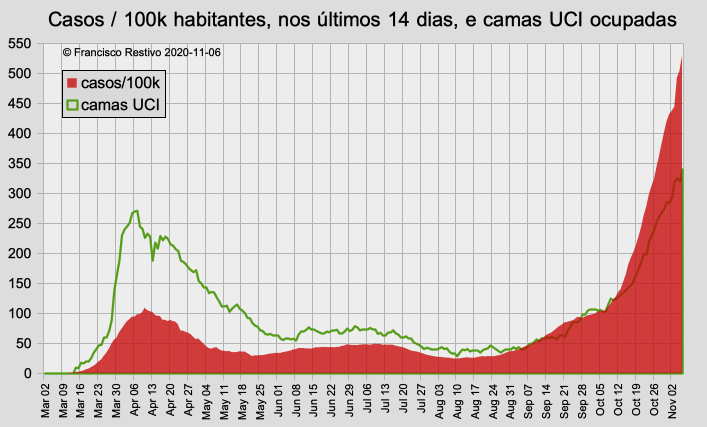 Casos / 100k habitantes, nos últimos 14 dias, e camas UCI ocupadas
550
© Francisco Restivo 2020-11-06
500
casos/100k
450
camas UCI
400
350
300
250
200
150
100
50
0
Mar 02
Mar 09
Mar 16
Mar 23
Mar 30
Apr 06
Apr 13
Apr 20
Apr 27
May 04
May 11
May 18
May 25
Jun 01
Jun 08
Jun 15
Jun 22
Jun 29
Jul 06
Jul 13
Jul 20
Jul 27
Aug 03
Aug 10
Aug 17
Aug 24
Aug 31
Sep 07
Sep 14
Sep 21
Sep 28
Oct 05
Oct 12
Oct 19
Oct 26
Nov 02